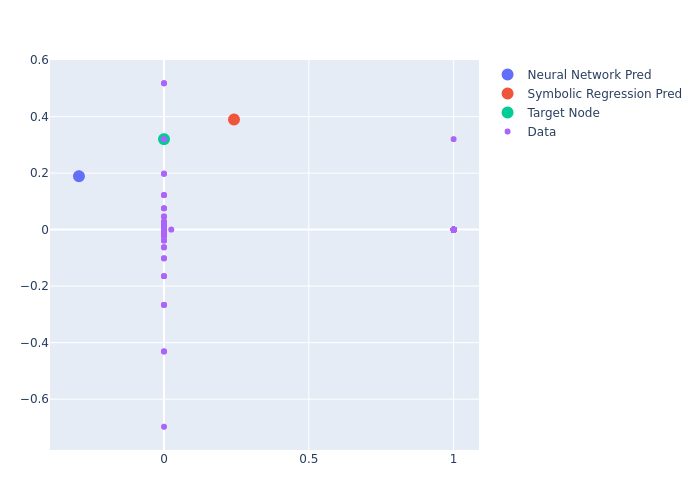 0.6
0.4
0.2
0
−0.2
−0.4
−0.6
0
0.5
1
Neural Network Pred
Symbolic Regression Pred
Target Node
Data